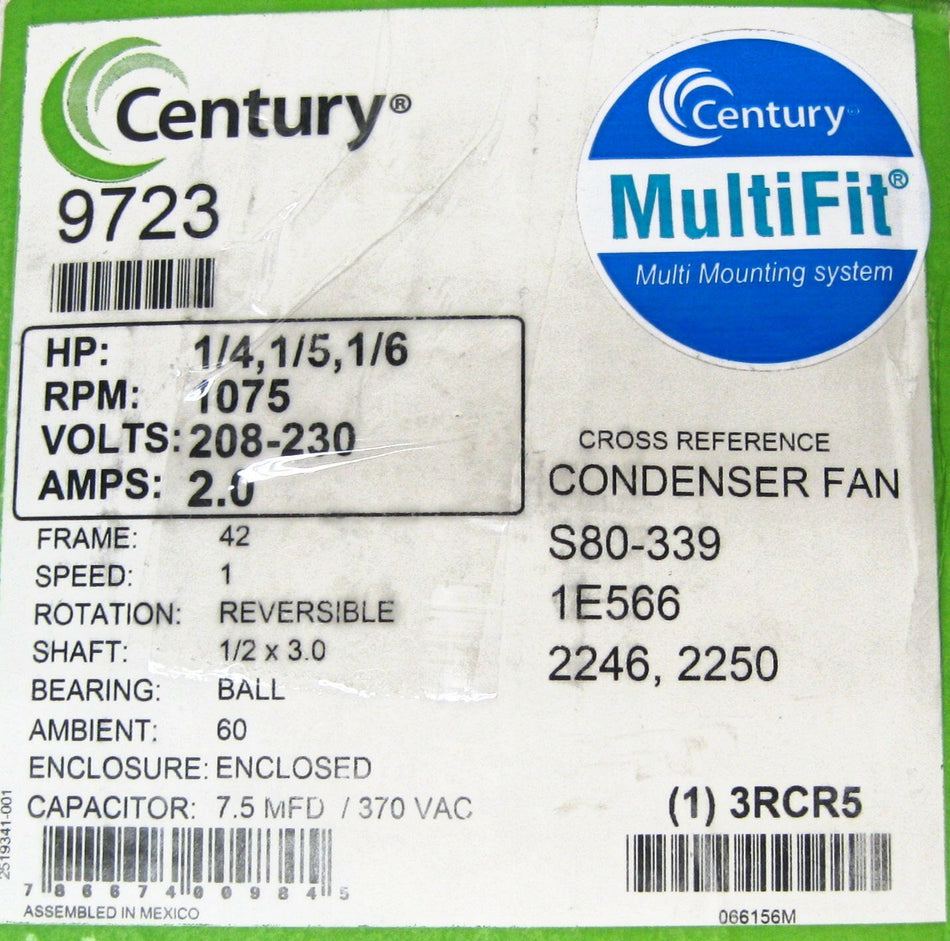 Century®
9723
Century
MultiFit®
Multi Mounting system
HP: 1/4,1/5,1/6
RPM: 1075
VOLTS: 208-230
AMPS: 2.0
FRAME: 42
SPEED: 1
ROTATION: REVERSIBLE
SHAFT: 1/2 x 3.0
BEARING: BALL
AMBIENT: 60
ENCLOSURE: ENCLOSED
CAPACITOR: 7.5 MFD / 370 VAC
CROSS REFERENCE
CONDENSER FAN
S80-339
1E566
2246, 2250
(1) 3RCR5
066156M
2519341-001
7 86674 00984 5
ASSEMBLED IN MEXICO